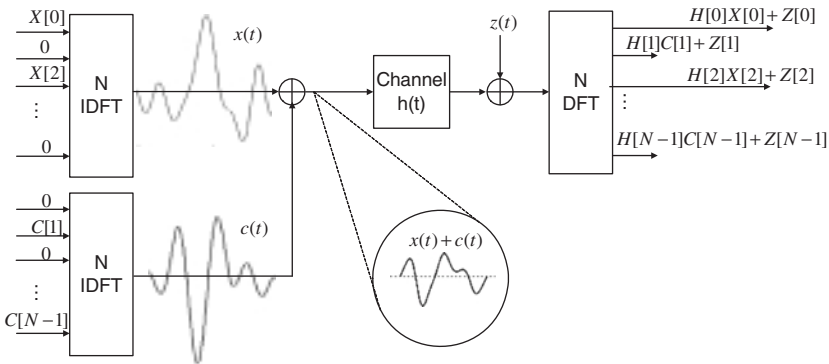 X[0]
0
X[2]
⋮
0
N
IDFT
x(t)
0
C[1]
0
⋮
C[N−1]
N
IDFT
c(t)
x(t)+c(t)
Channel
h(t)
z(t)
N
DFT
H[0]X[0]+Z[0]
H[1]C[1]+Z[1]
H[2]X[2]+Z[2]
⋮
H[N−1]C[N−1]+Z[N−1]